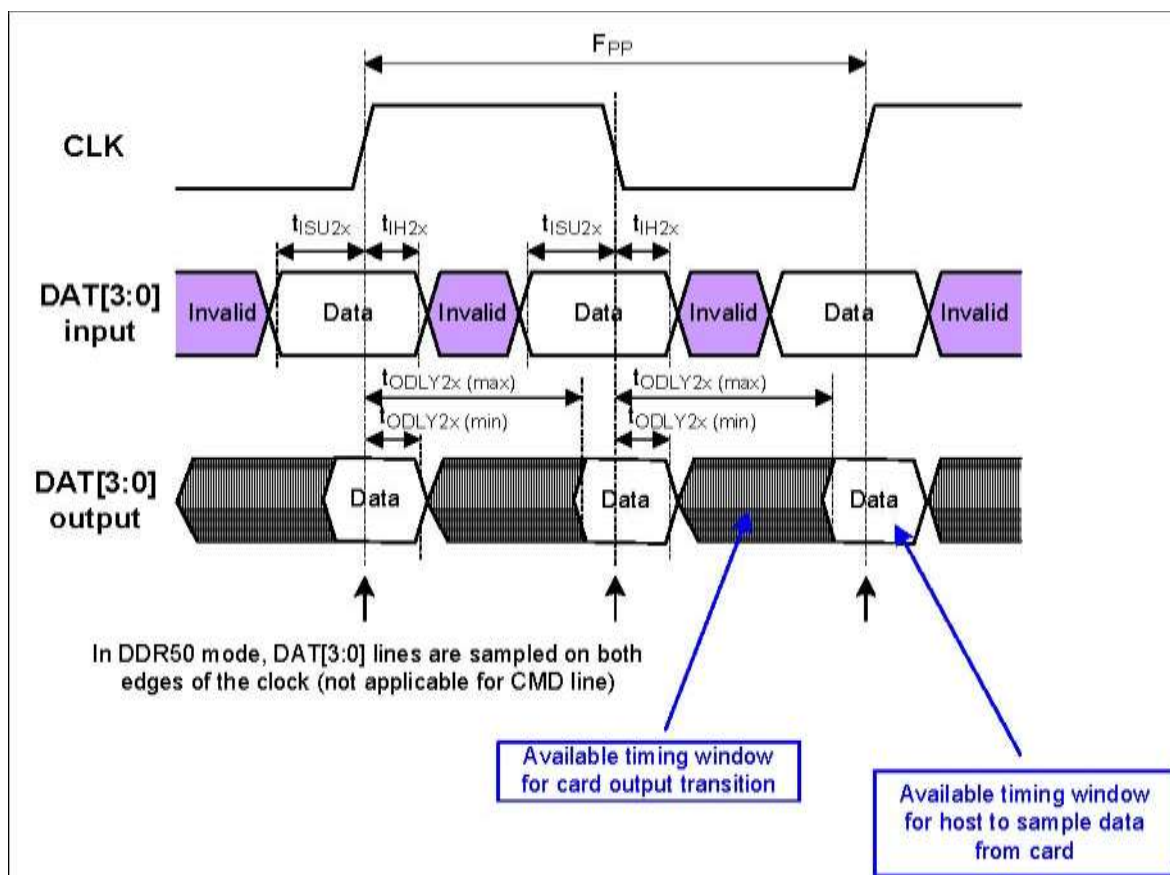 FPP
CLK
tISU2x tIH2x tISU2x tIH2x
DAT[3:0]
input
Invalid Data Invalid Data Invalid Data Invalid
tODLY2x (max) tODLY2x (max)
tODLY2x (min) tODLY2x (min)
DAT[3:0]
output
Data Data Data
In DDR50 mode, DAT[3:0] lines are sampled on both
edges of the clock (not applicable for CMD line)
Available timing window
for card output transition
Available timing window
for host to sample data
from card